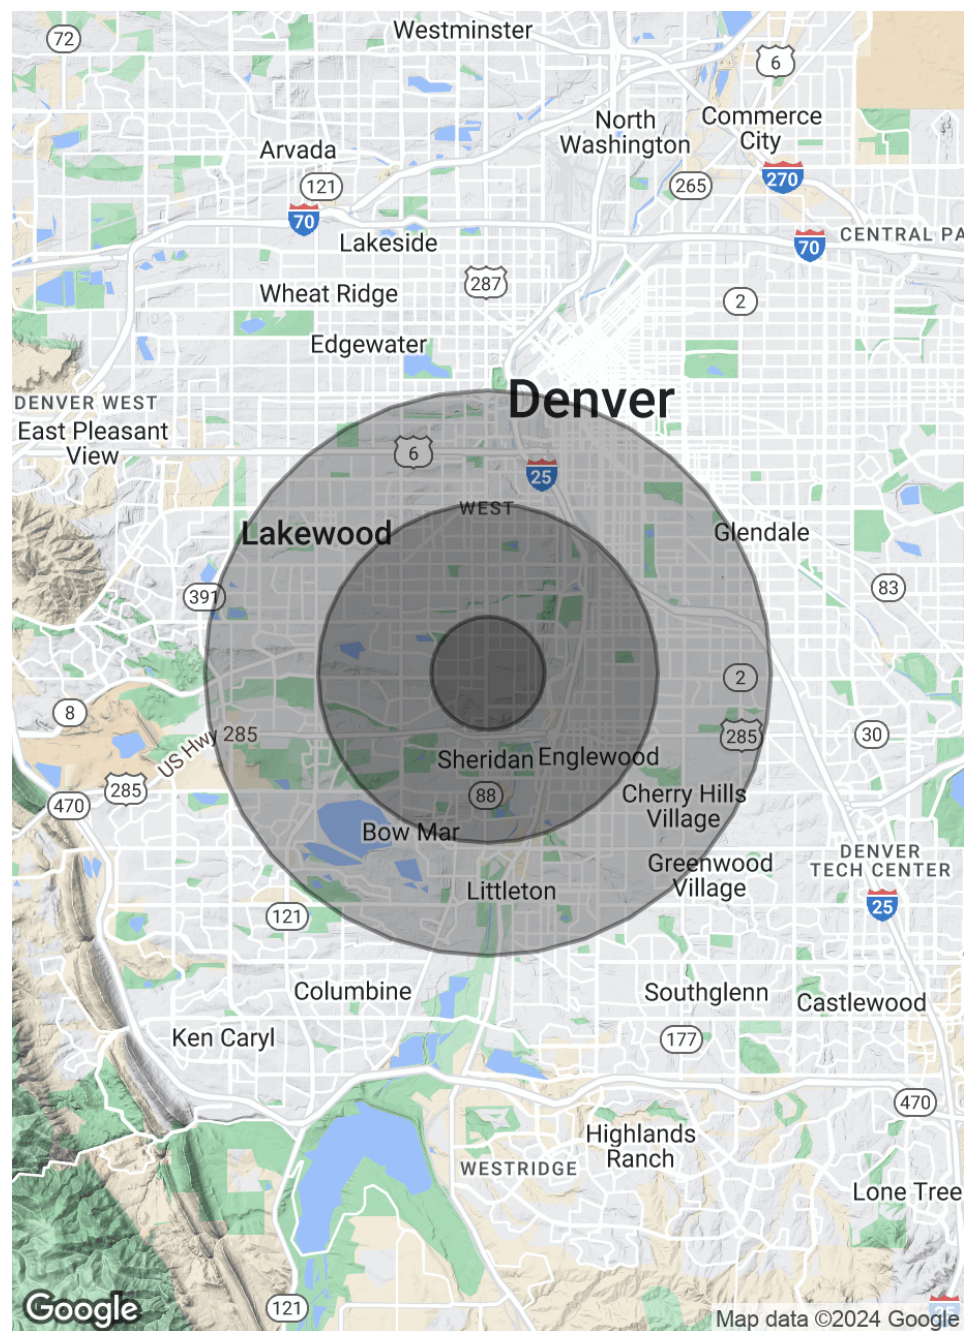 Westminster
72
6
North
Washington
Commerce
City
Arvada
121
265
270
70
Lakeside
70
CENTRAL PA
287
Wheat Ridge
2
Edgewater
Denver
DENVER WEST
East Pleasant
View
6
25
WEST
Lakewood
Glendale
391
83
2
8
US Hwy 285
285
30
Sheridan
Englewood
285
470
88
Cherry Hills
Village
Bow Mar
DENVER
TECH CENTER
Greenwood
Village
Littleton
25
121
Columbine
Southglenn
Castlewood
Ken Caryl
177
470
Highlands
Ranch
WESTRIDGE
Lone Tree
121
25
Google
Map data ©2024 Google